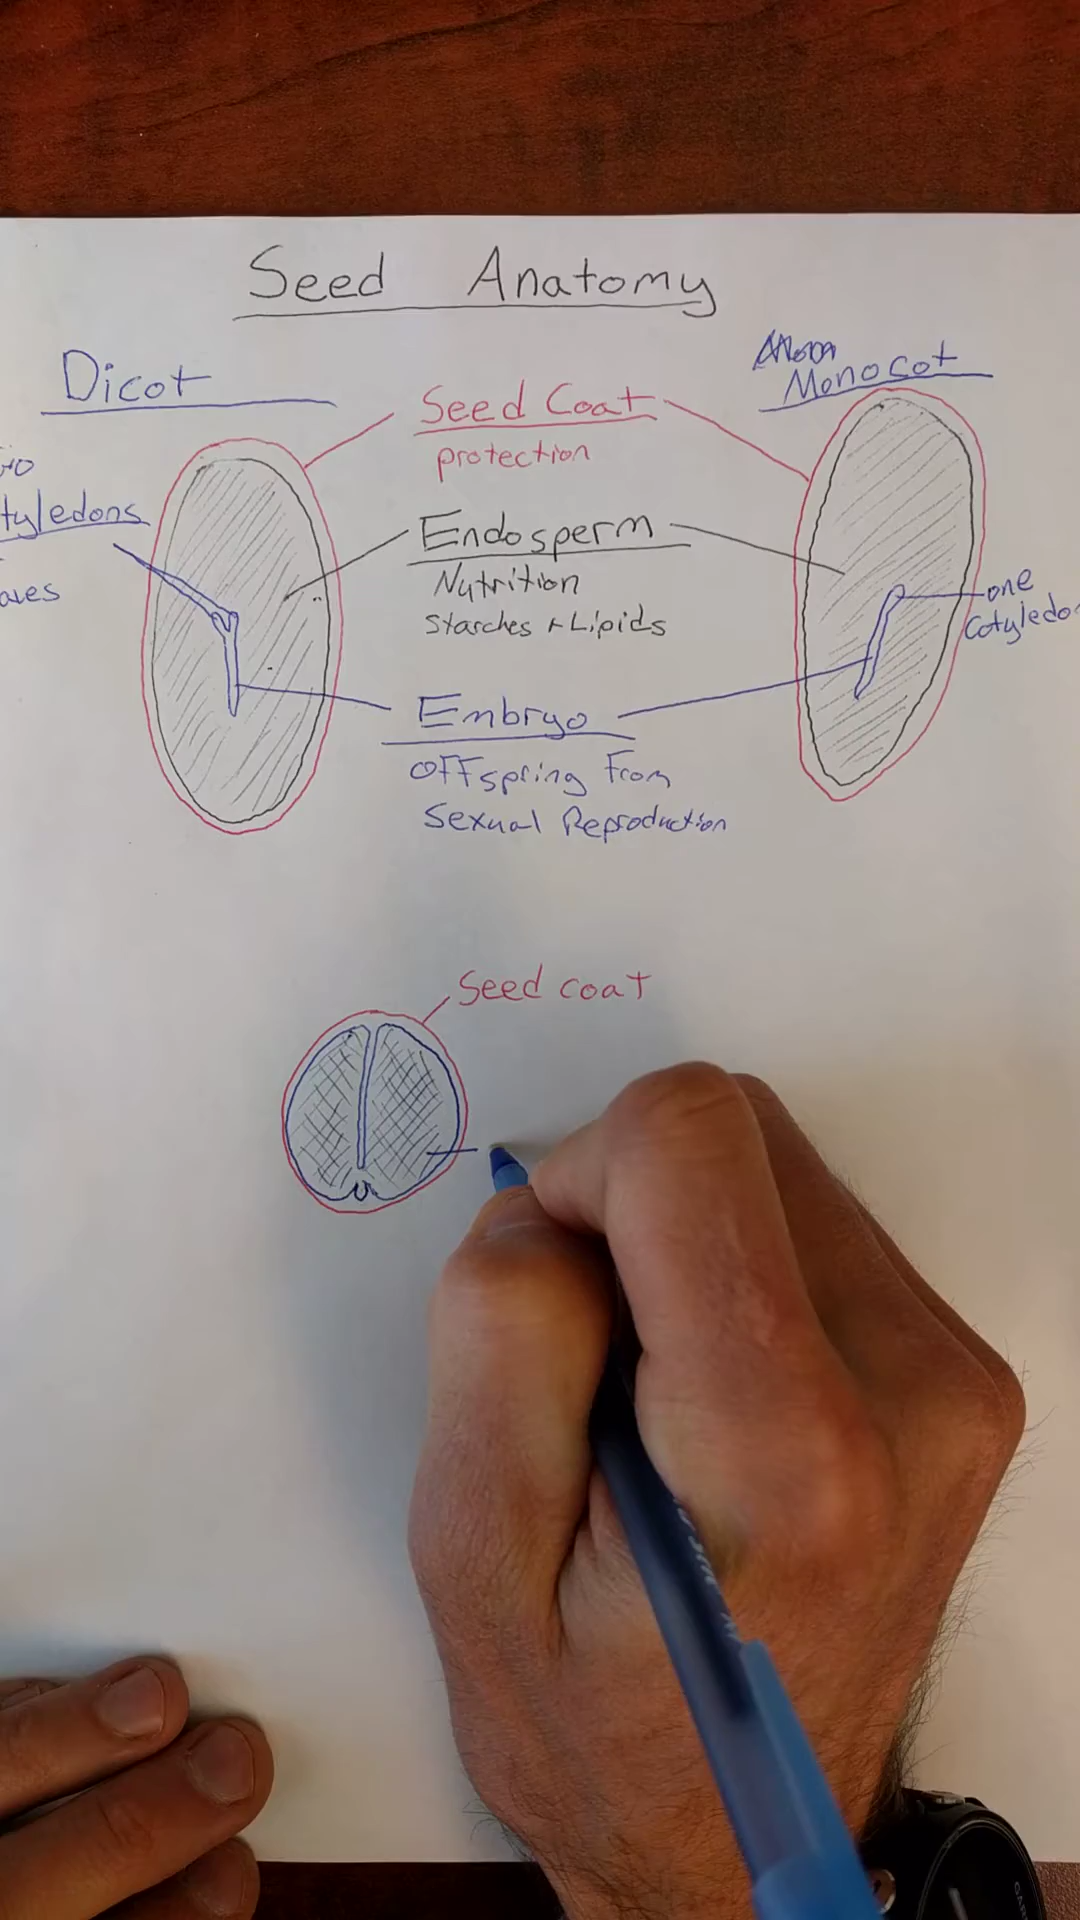 Seed Anatomy
Dicot
Monocot
Seed Coat
protection
tyledons
Endosperm
Nutrition
Starches + Lipids
one
Cotyledo
Embryo
OFFspring From
Sexual Reproduction
Seed coat